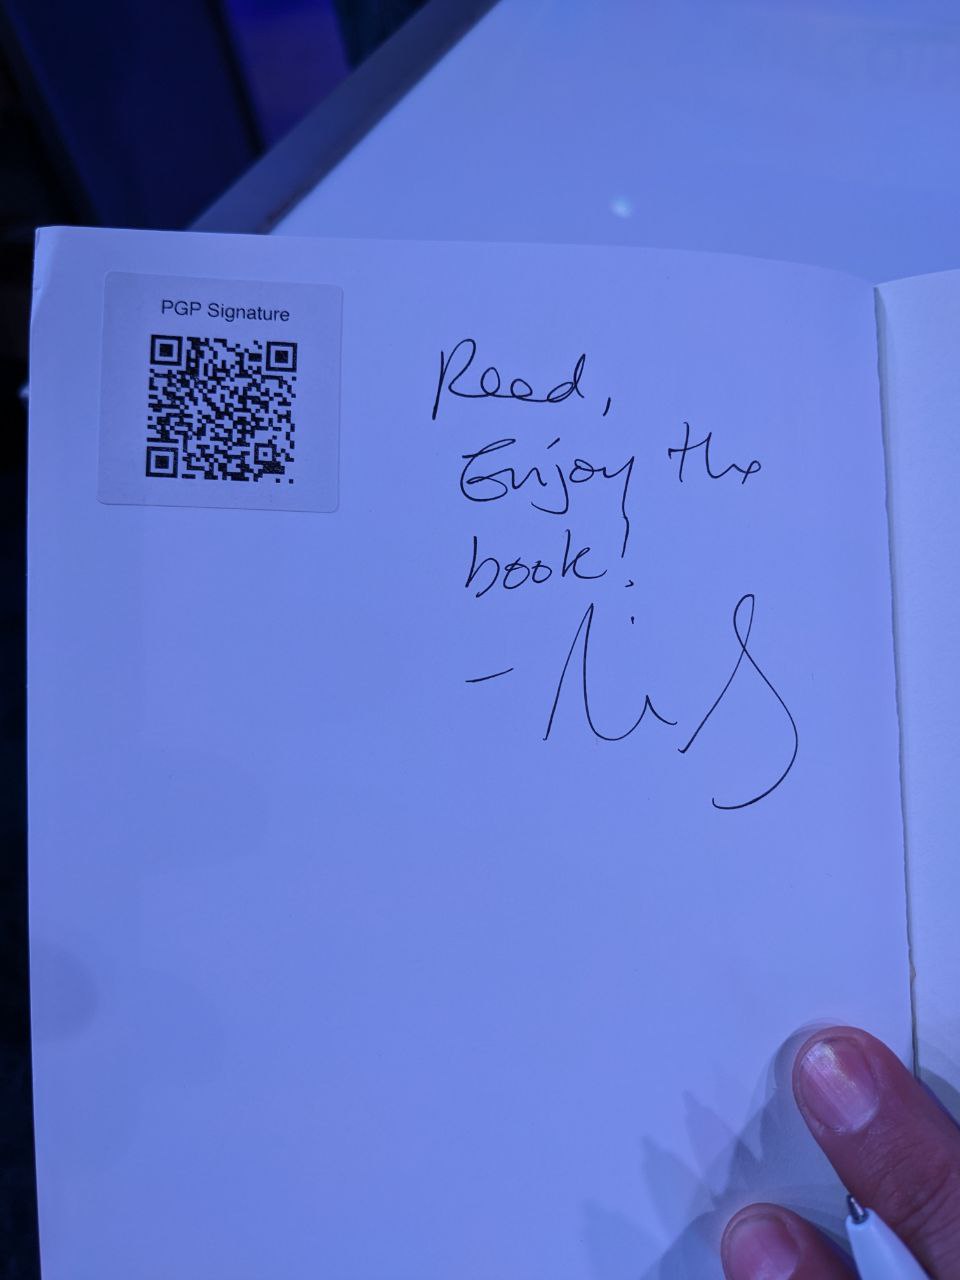 PGP Signature
Reed,
Enjoy the
book!